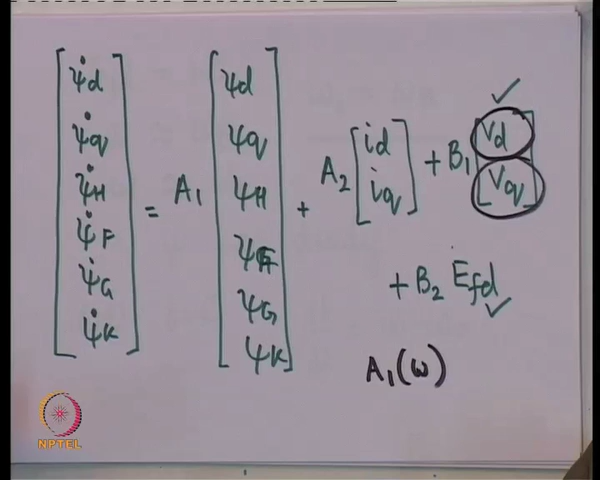 [ψ̇d ψ̇q ψ̇H ψ̇F ψ̇G ψ̇K] = A₁ [ψd ψq ψH ψF ψG ψK] + A₂ [id iq] + B₁ [Vd Vq] ✓
+ B₂ Efd ✓
A₁(ω)
NPTEL